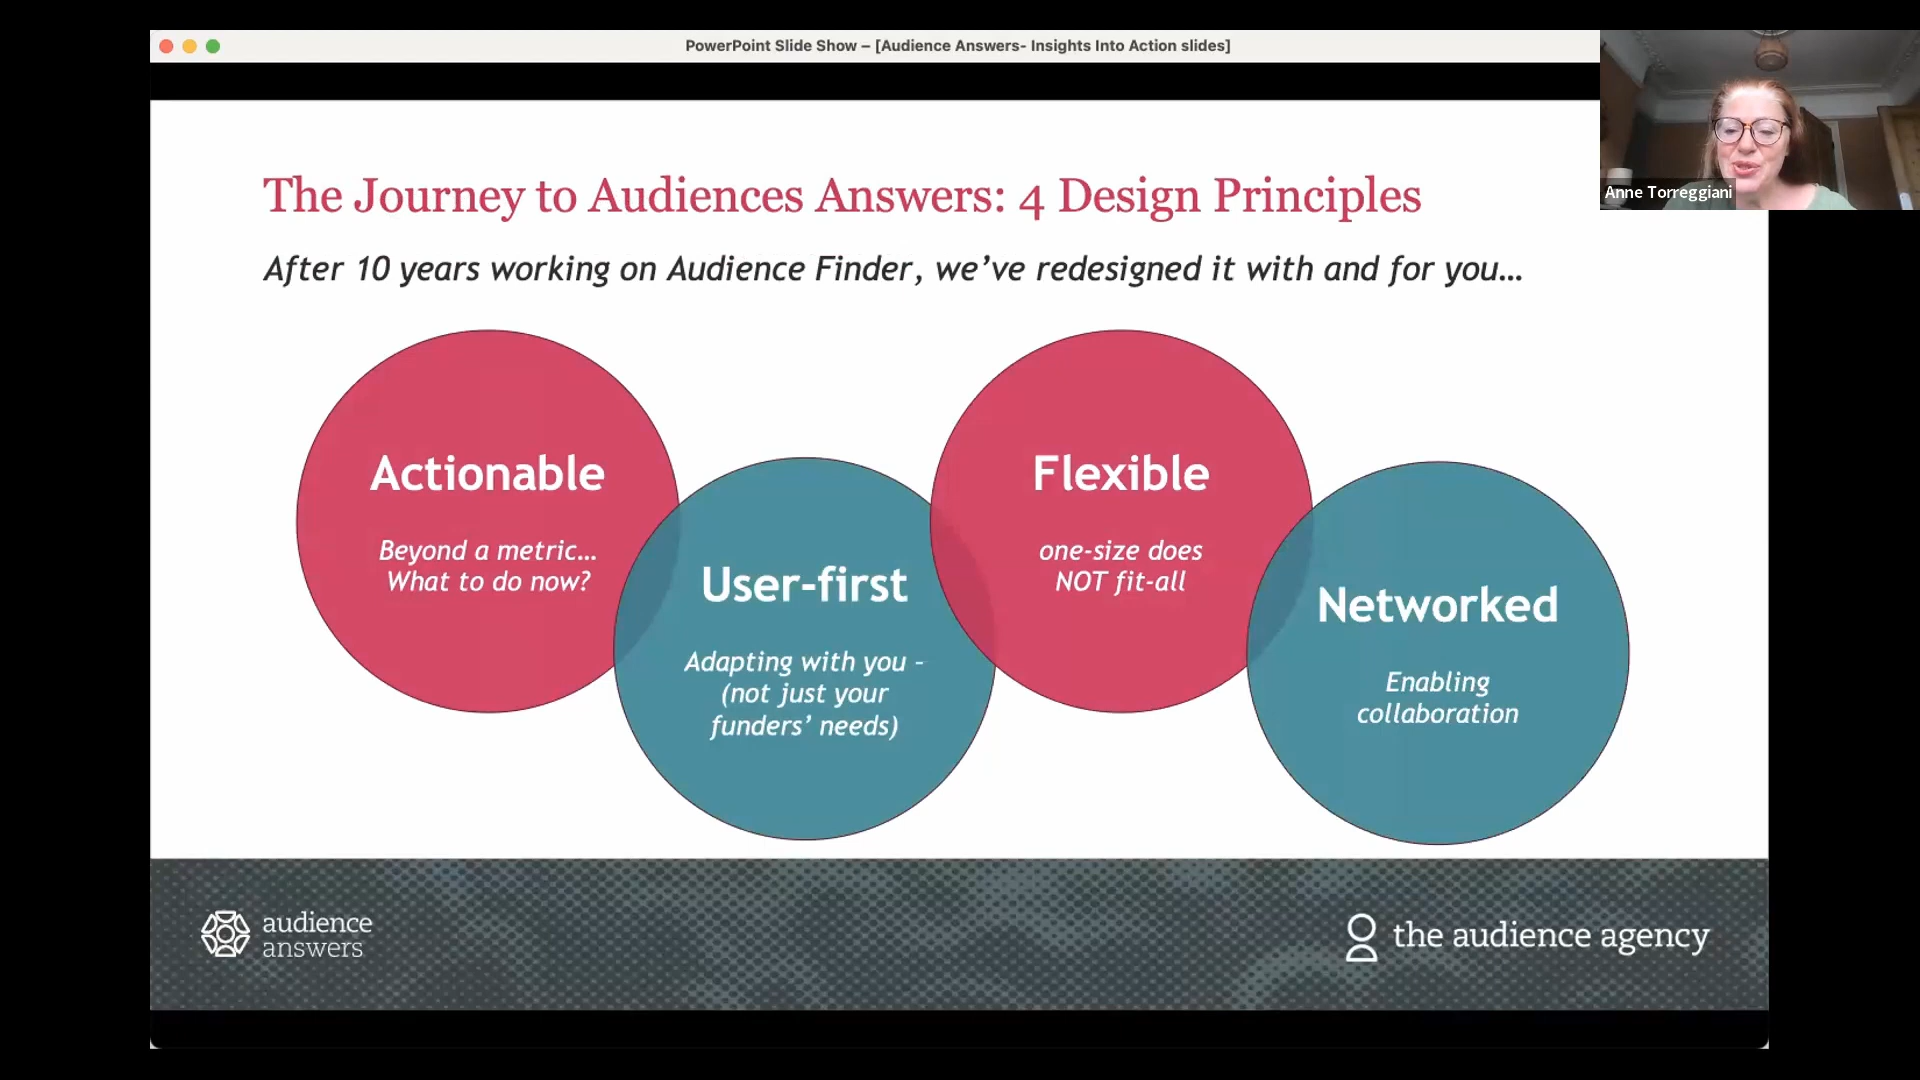 PowerPoint Slide Show – [Audience Answers- Insights Into Action slides]
Anne Torreggiani
The Journey to Audiences Answers: 4 Design Principles
After 10 years working on Audience Finder, we’ve redesigned it with and for you…
Actionable
Beyond a metric…
What to do now?
User-first
Adapting with you –
(not just your
funders’ needs)
Flexible
one-size does
NOT fit-all
Networked
Enabling
collaboration
audience
answers
the audience agency